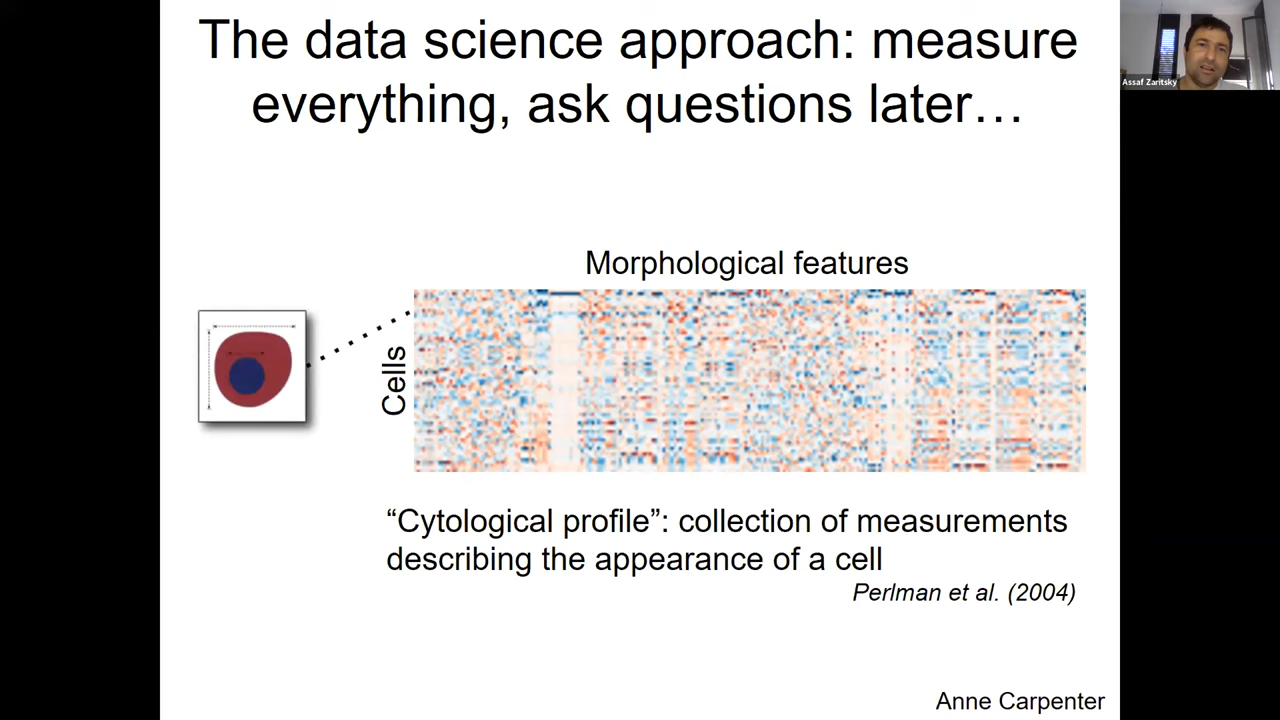 The data science approach: measure
everything, ask questions later…
Assaf Zaritsky
Morphological features
Cells
“Cytological profile”: collection of measurements
describing the appearance of a cell
Perlman et al. (2004)
Anne Carpenter